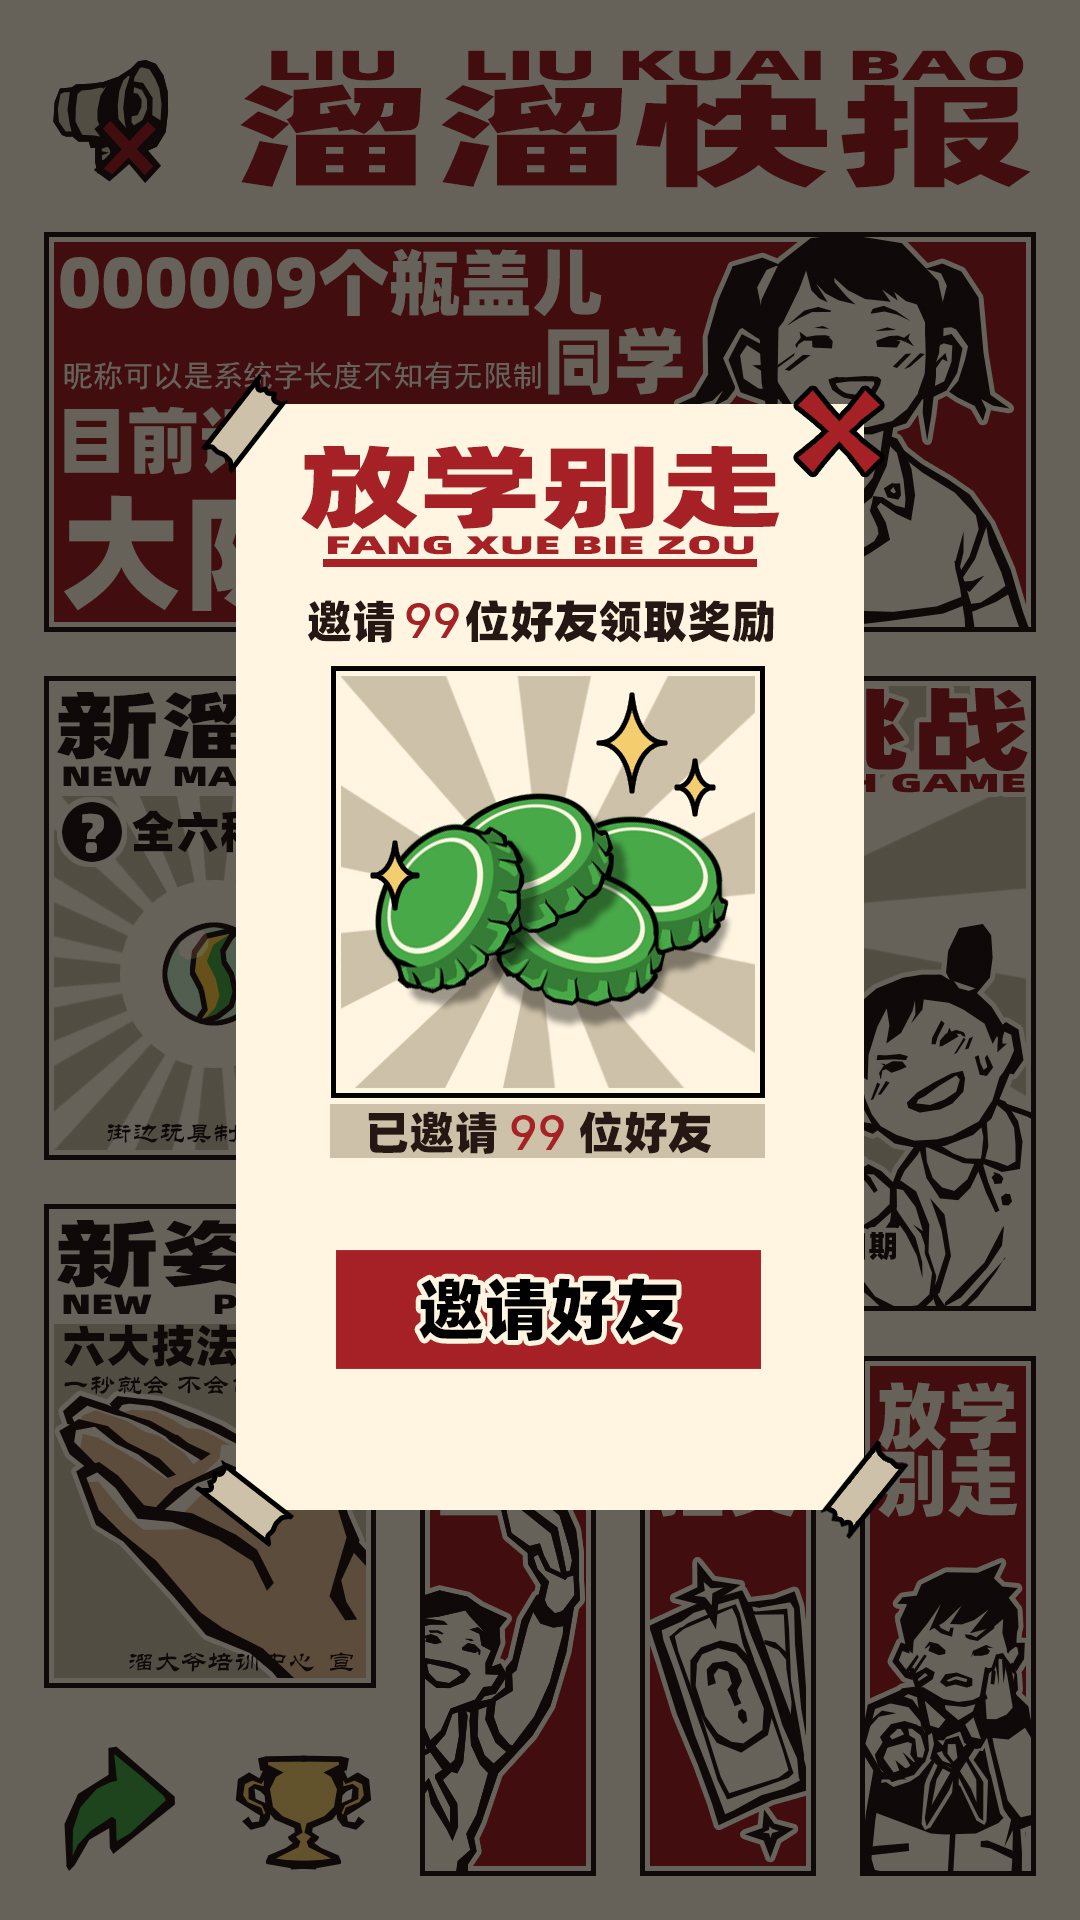 LIU LIU KUAI BAO
溜溜快报
000009个瓶盖儿
同学
昵称可以是系统字长度不知有无限制
目前
大
放学别走
FANG XUE BIE ZOU
邀请99位好友领取奖励
已邀请 99 位好友
邀请好友
新溜
NEW MA
? 全六
街边玩具制
挑战
H GAME
期
新姿
NEW P
六大技法
一秒就会 不会
溜大爷培训中心 宣
放学
别走
?